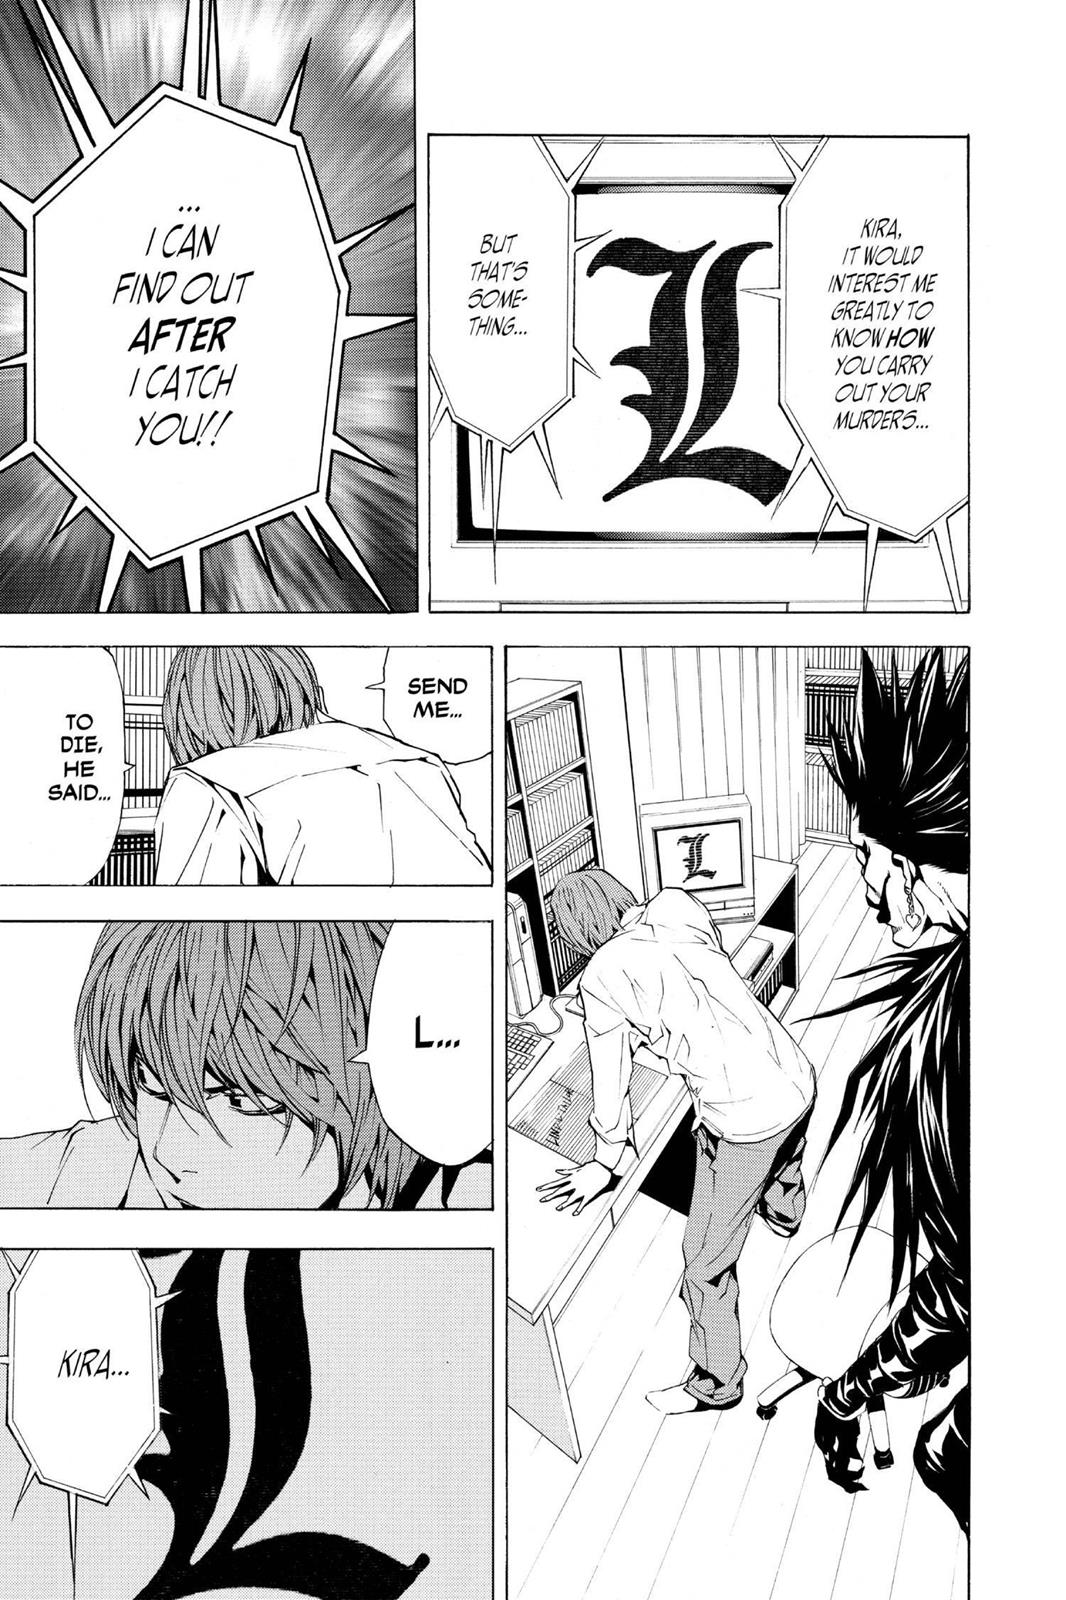 KIRA,
IT WOULD
INTEREST ME
GREATLY TO
KNOW HOW
YOU CARRY
OUT YOUR
MURDERS...
L
BUT
THAT'S
SOME-
THING...
...
I CAN
FIND OUT
AFTER
I CATCH
YOU!!
L
SEND
ME...
TO
DIE,
HE
SAID...
L...
KIRA...